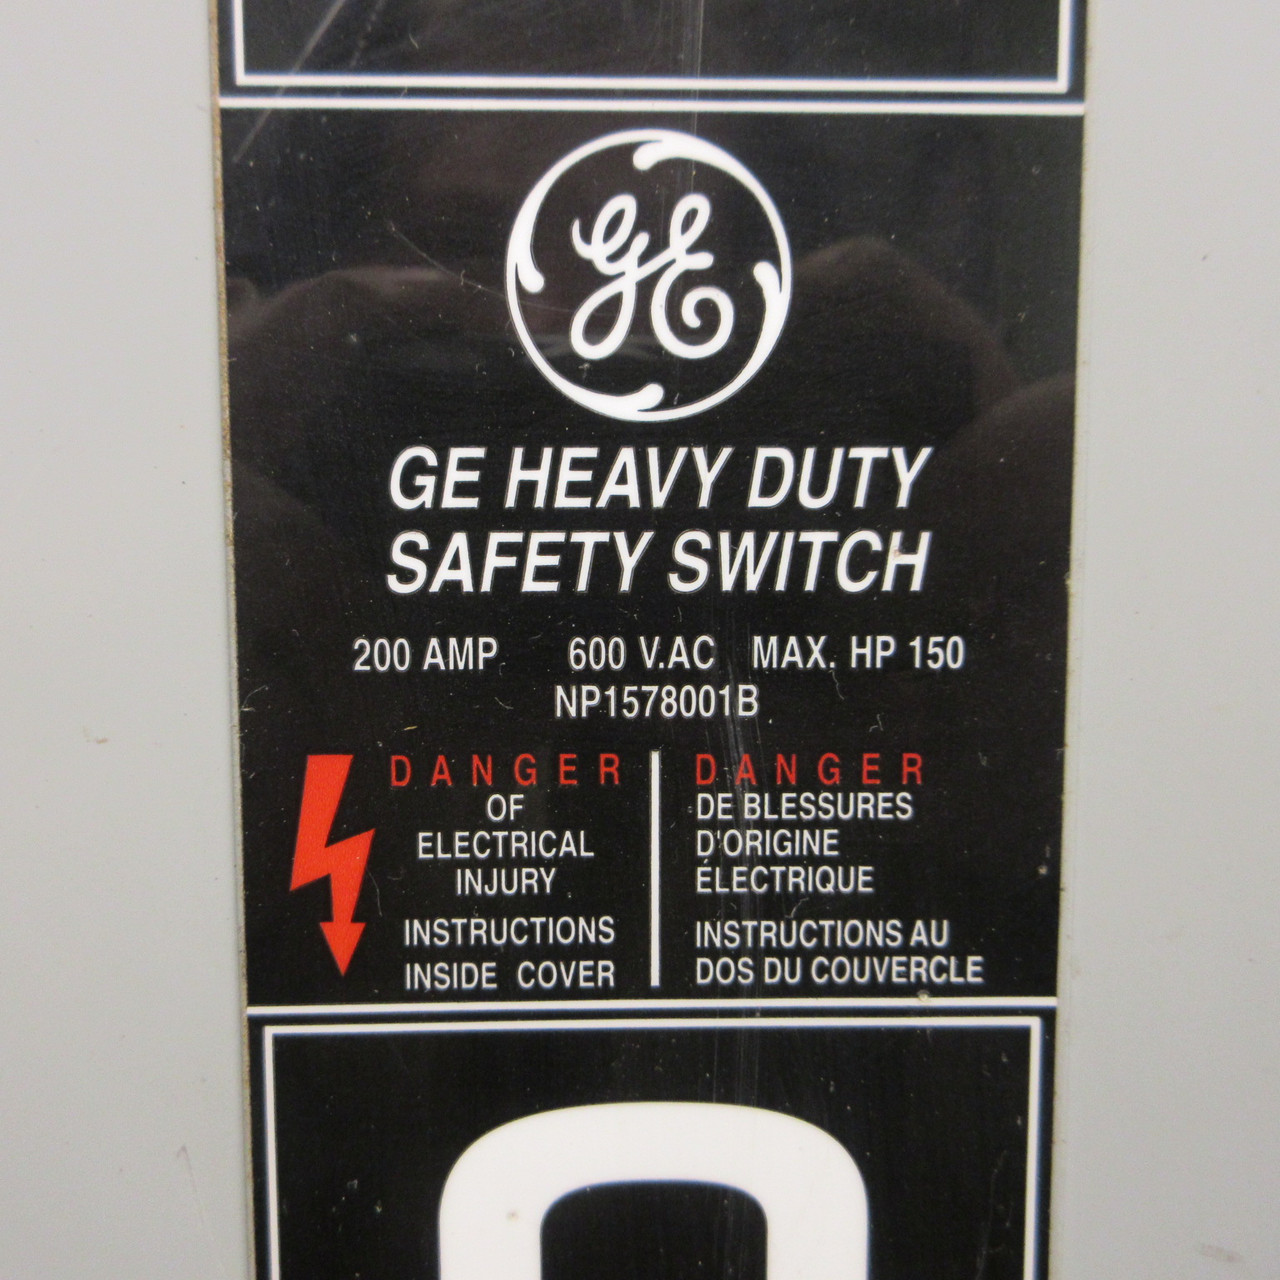 GE
GE HEAVY DUTY
SAFETY SWITCH
200 AMP 600 V.AC MAX. HP 150
NP1578001B
DANGER
OF
ELECTRICAL
INJURY
INSTRUCTIONS
INSIDE COVER
DANGER
DE BLESSURES
D'ORIGINE
ÉLECTRIQUE
INSTRUCTIONS AU
DOS DU COUVERCLE